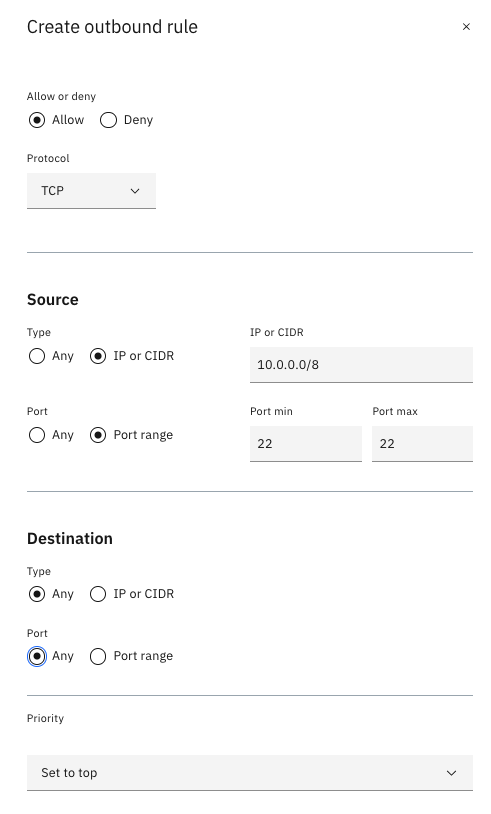 Create outbound rule
Allow or deny
Allow Deny
Protocol
TCP
Source
Type IP or CIDR
Any IP or CIDR 10.0.0.0/8
Port Port min Port max
Any Port range 22 22
Destination
Type
Any IP or CIDR
Port
Any Port range
Priority
Set to top